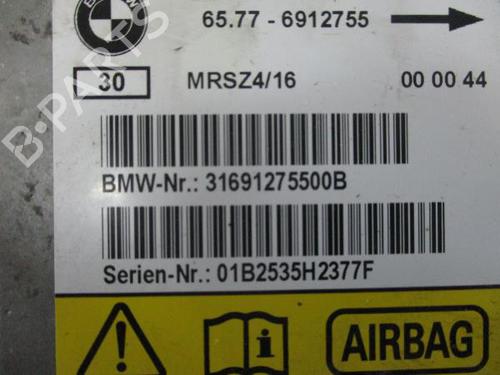 65.77 - 6912755
30 MRSZ4/16 00 00 44
BMW-Nr.: 31691275500B
Serien-Nr.: 01B2535H2377F
AIRBAG
B-PARTS